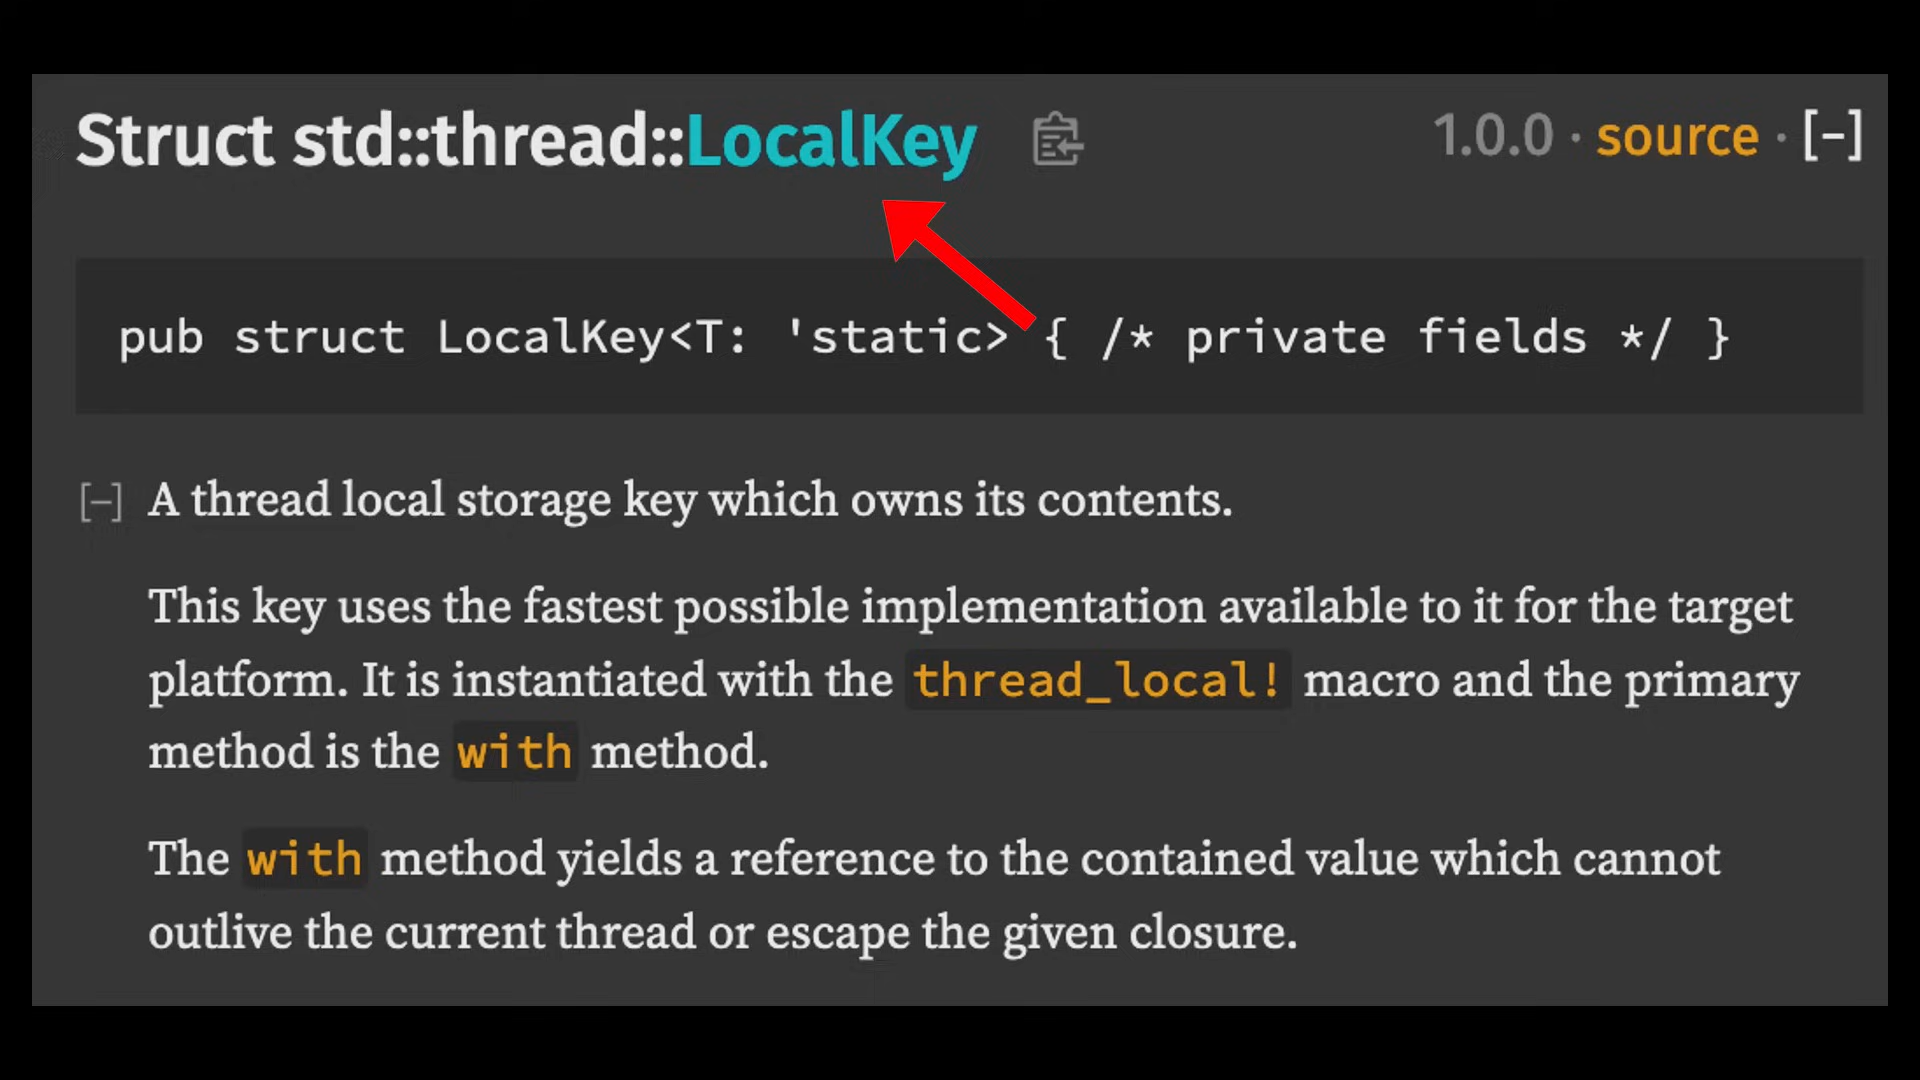 Struct std::thread::LocalKey
1.0.0 · source · [−]
pub struct LocalKey<T: 'static> { /* private fields */ }
[−] A thread local storage key which owns its contents.
This key uses the fastest possible implementation available to it for the target
platform. It is instantiated with the thread_local! macro and the primary
method is the with method.
The with method yields a reference to the contained value which cannot
outlive the current thread or escape the given closure.